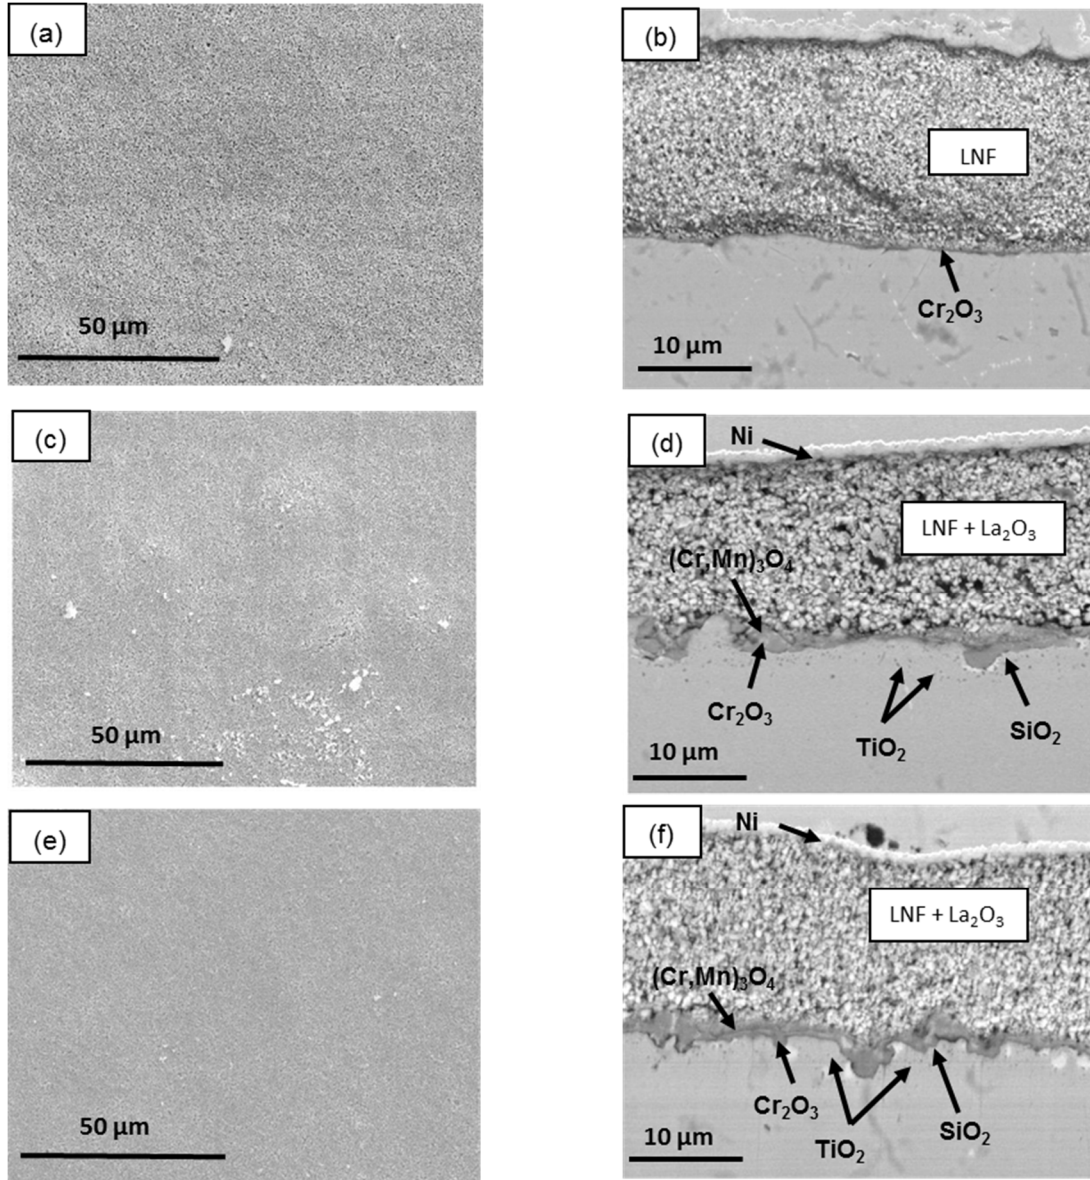 (a)
50 µm
(b)
LNF
Cr₂O₃
10 µm
(c)
50 µm
(d)
Ni
LNF + La₂O₃
(Cr,Mn)₃O₄
Cr₂O₃
TiO₂
SiO₂
10 µm
(e)
50 µm
(f)
Ni
LNF + La₂O₃
(Cr,Mn)₃O₄
Cr₂O₃
TiO₂
SiO₂
10 µm